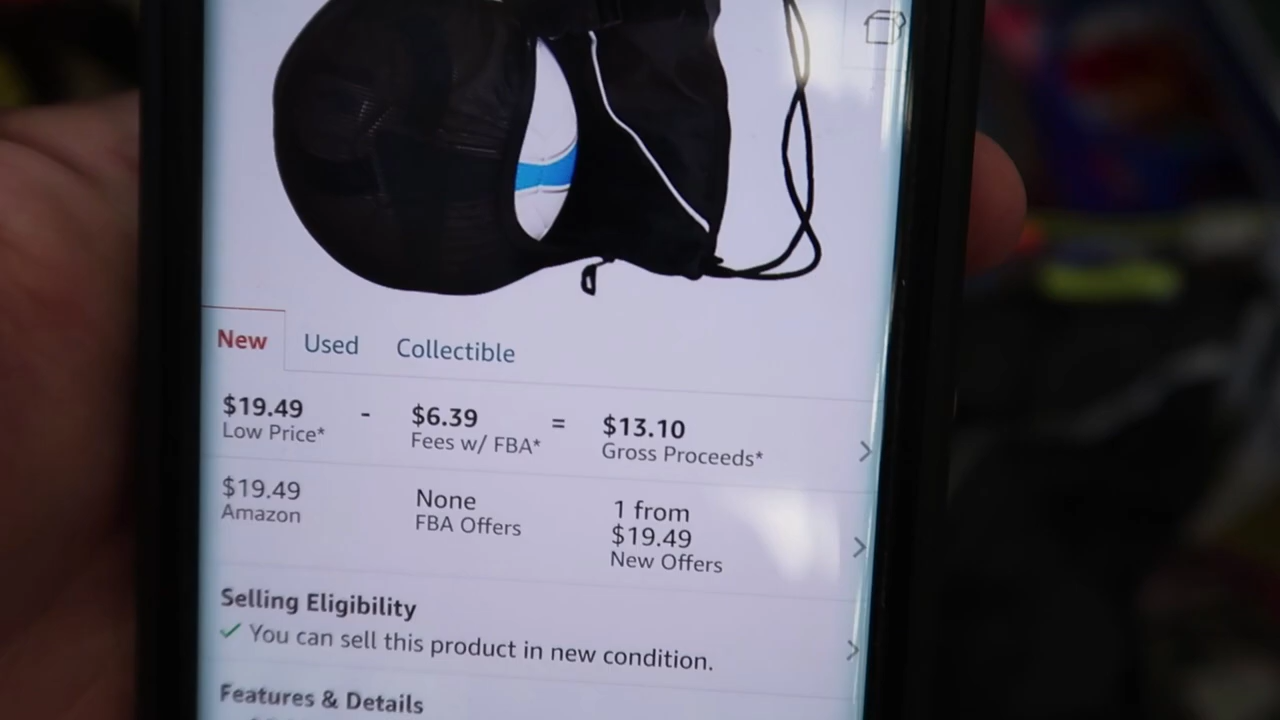 New Used Collectible
$19.49 - $6.39 = $13.10
Low Price* Fees w/ FBA* Gross Proceeds*
$19.49 None 1 from
Amazon FBA Offers $19.49
New Offers
Selling Eligibility
You can sell this product in new condition.
Features & Details